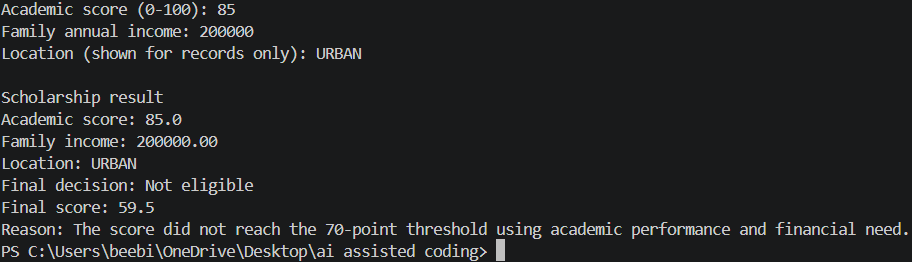 Academic score (0-100): 85
Family annual income: 200000
Location (shown for records only): URBAN

Scholarship result
Academic score: 85.0
Family income: 200000.00
Location: URBAN
Final decision: Not eligible
Final score: 59.5
Reason: The score did not reach the 70-point threshold using academic performance and financial need.
PS C:\Users\beebi\OneDrive\Desktop\ai assisted coding>